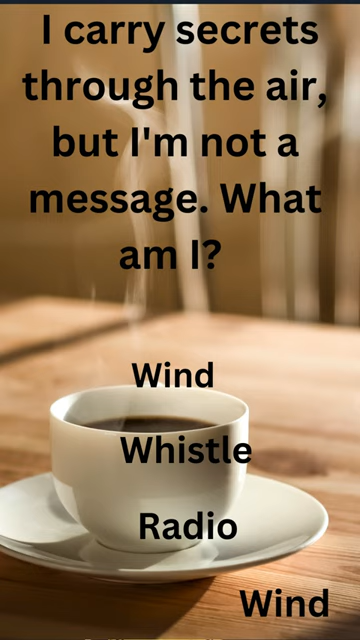 I carry secrets
through the air,
but I'm not a
message. What
am I?
Wind
Whistle
Radio
Wind